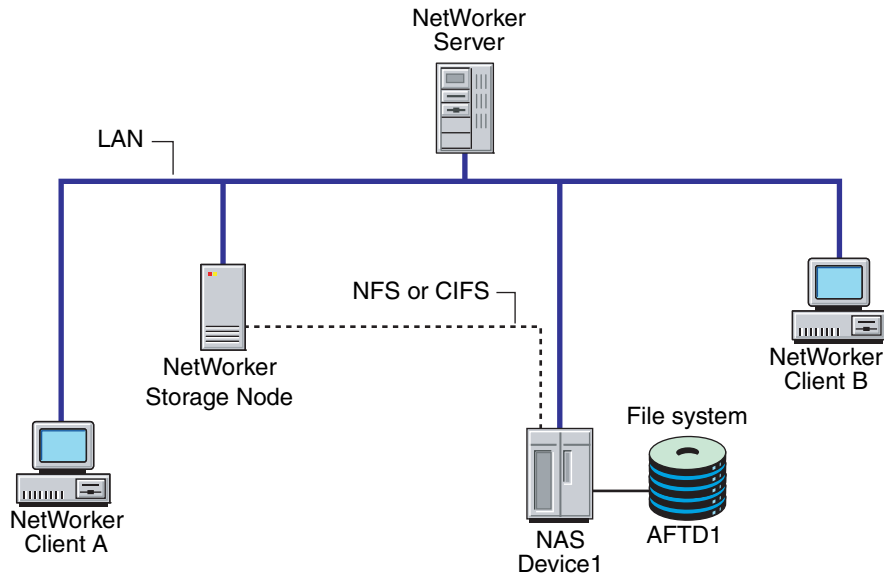 NetWorker
Server
LAN
NFS or CIFS
NetWorker
Storage Node
NetWorker
Client B
File system
NetWorker
Client A
NAS
Device1
AFTD1